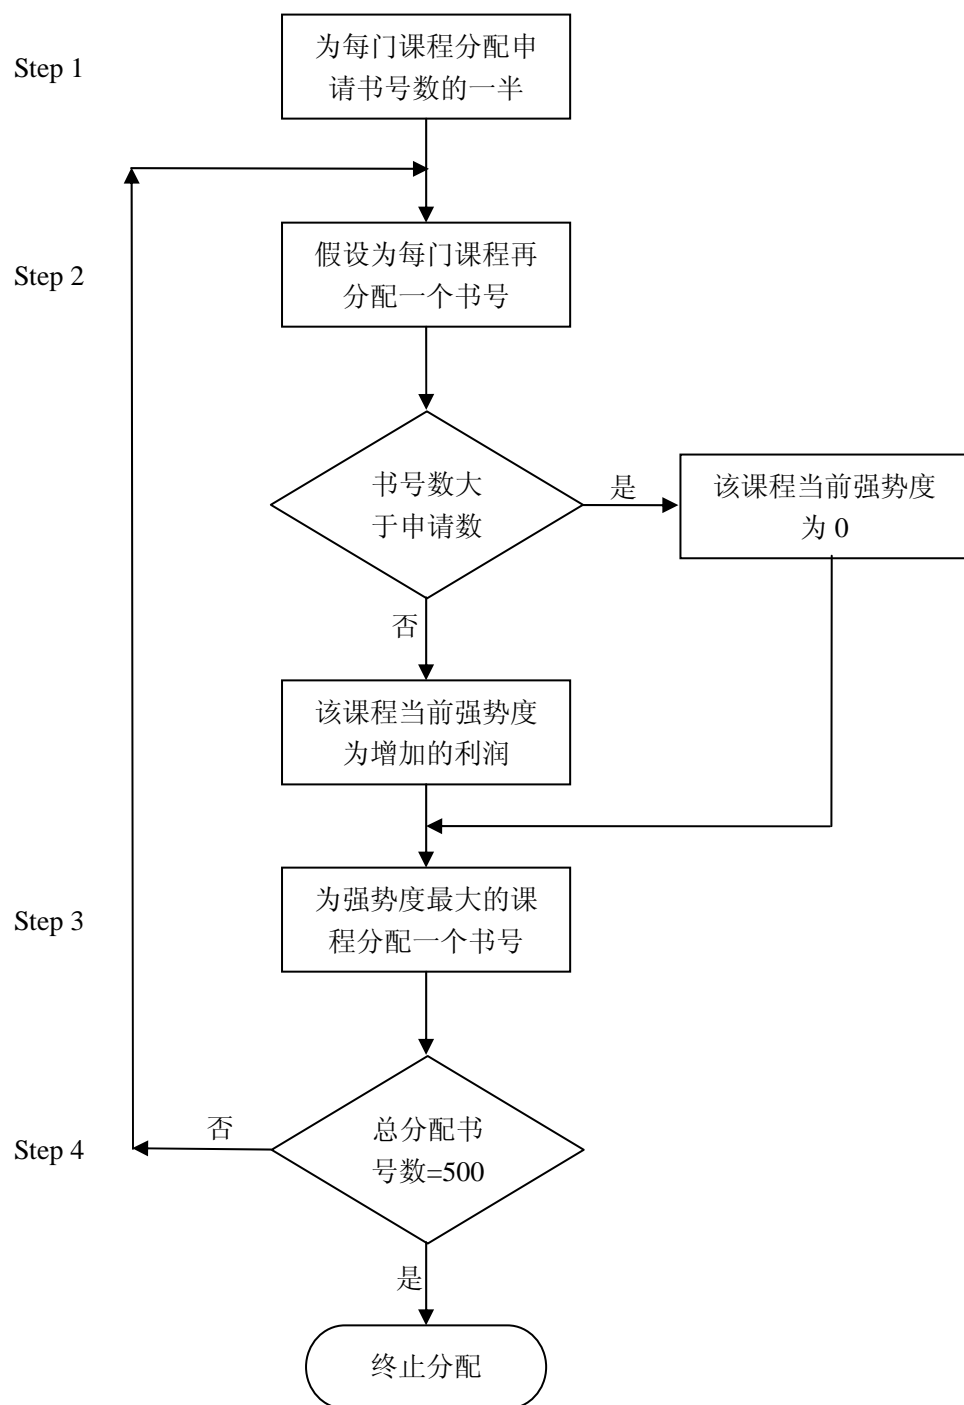 Step 1
为每门课程分配申
请书号数的一半
Step 2
假设为每门课程再
分配一个书号
书号数大
于申请数
是
该课程当前强势度
为 0
否
该课程当前强势度
为增加的利润
Step 3
为强势度最大的课
程分配一个书号
Step 4
否
总分配书
号数=500
是
终止分配